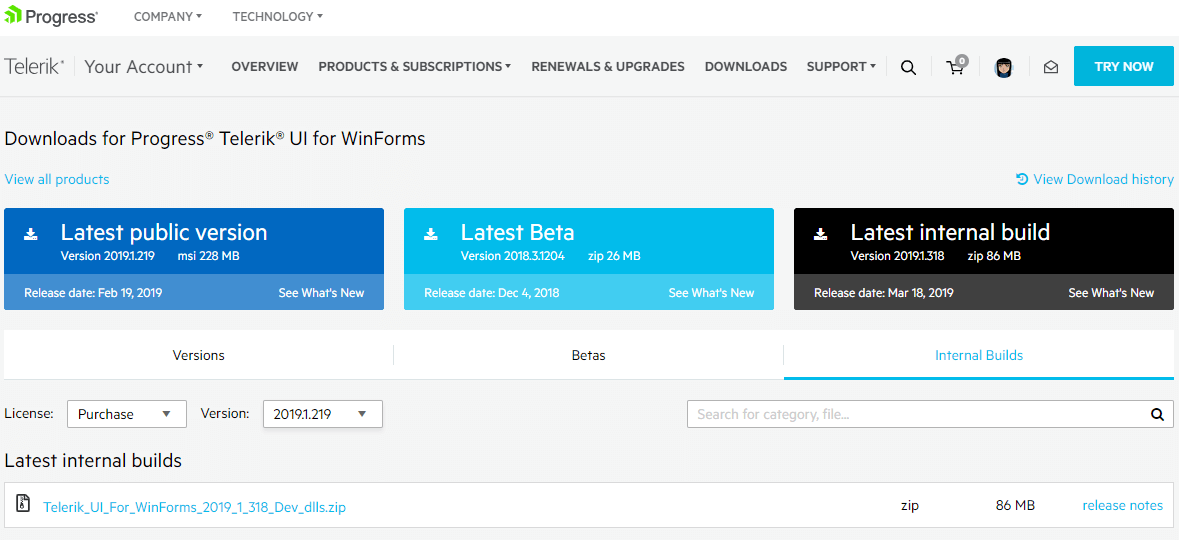 Progress®
COMPANY
TECHNOLOGY
Telerik®
Your Account
OVERVIEW
PRODUCTS & SUBSCRIPTIONS
RENEWALS & UPGRADES
DOWNLOADS
SUPPORT
0
TRY NOW
Downloads for Progress® Telerik® UI for WinForms
View all products
View Download history
Latest public version
Version 2019.1.219 msi 228 MB
Release date: Feb 19, 2019 See What's New
Latest Beta
Version 2018.3.1204 zip 26 MB
Release date: Dec 4, 2018 See What's New
Latest internal build
Version 2019.1.318 zip 86 MB
Release date: Mar 18, 2019 See What's New
Versions
Betas
Internal Builds
License: Purchase Version: 2019.1.219
Search for category, file...
Latest internal builds
Telerik_UI_For_WinForms_2019_1_318_Dev_dlls.zip zip 86 MB release notes